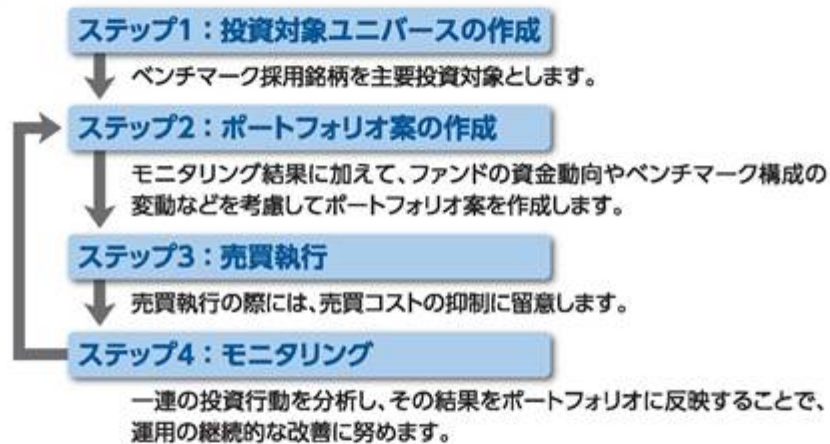 ステップ1：投資対象ユニバースの作成
ベンチマーク採用銘柄を主要投資対象とします。
ステップ2：ポートフォリオ案の作成
モニタリング結果に加えて、ファンドの資金動向やベンチマーク構成の
変動などを考慮してポートフォリオ案を作成します。
ステップ3：売買執行
売買執行の際には、売買コストの抑制に留意します。
ステップ4：モニタリング
一連の投資行動を分析し、その結果をポートフォリオに反映することで、
運用の継続的な改善に努めます。